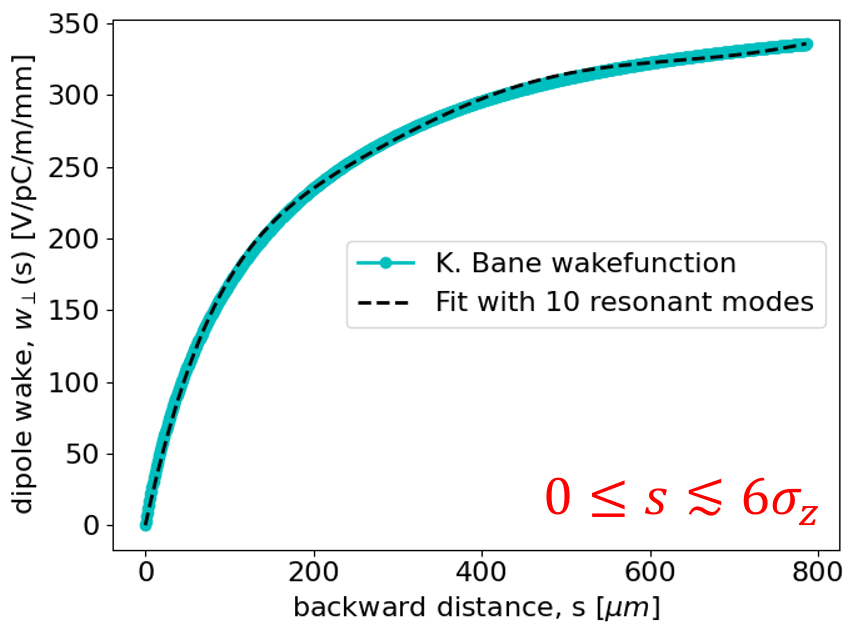 350
300
250
200
150
100
50
0
dipole wake, w⊥(s) [V/pC/m/mm]
K. Bane wakefunction
Fit with 10 resonant modes
0 ≤ s ≲ 6σz
0 200 400 600 800
backward distance, s [μm]